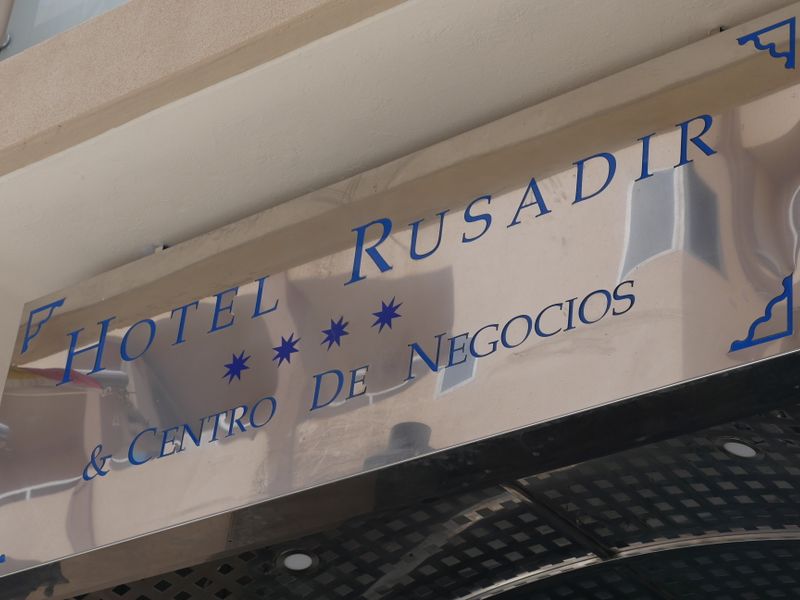 HOTEL RUSADIR
& CENTRO DE NEGOCIOS